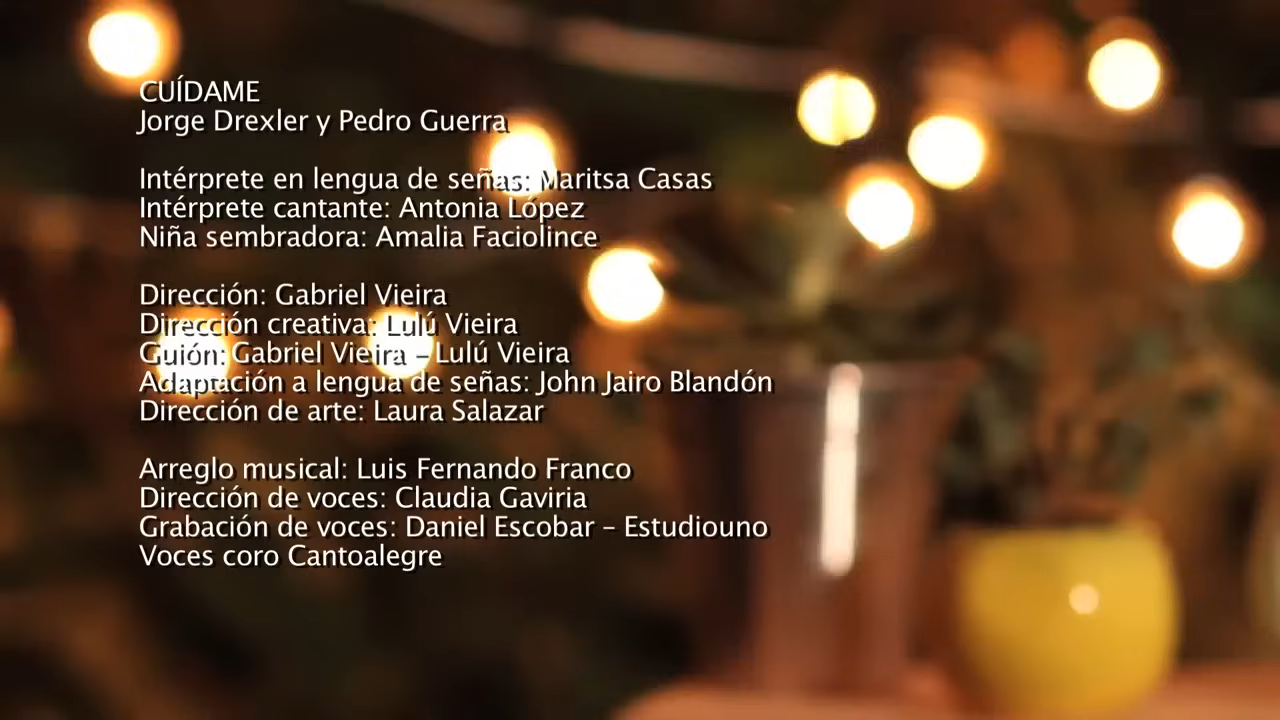 CUÍDAME
Jorge Drexler y Pedro Guerra
Intérprete en lengua de señas: Maritsa Casas
Intérprete cantante: Antonia López
Niña sembradora: Amalia Faciolince
Dirección: Gabriel Vieira
Dirección creativa: Lulú Vieira
Guión: Gabriel Vieira – Lulú Vieira
Adaptación a lengua de señas: John Jairo Blandón
Dirección de arte: Laura Salazar
Arreglo musical: Luis Fernando Franco
Dirección de voces: Claudia Gaviria
Grabación de voces: Daniel Escobar – Estudiouno
Voces coro Cantoalegre